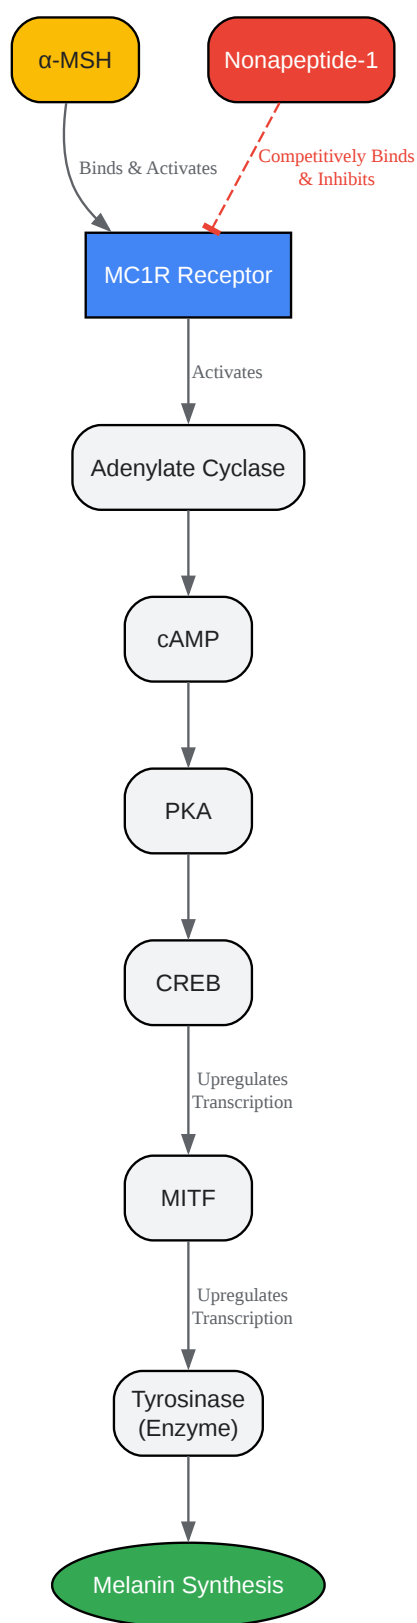 α-MSH
Nonapeptide-1
Binds & Activates
Competitively Binds
& Inhibits
MC1R Receptor
Activates
Adenylate Cyclase
cAMP
PKA
CREB
Upregulates
Transcription
MITF
Upregulates
Transcription
Tyrosinase
(Enzyme)
Melanin Synthesis